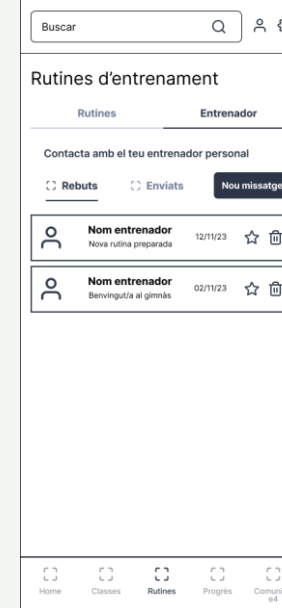 Buscar
Rutines d'entrenament
Rutines Entrenador
Contacta amb el teu entrenador personal
Rebuts Enviats Nou missatge
Nom entrenador
Nova rutina preparada
12/11/23
Nom entrenador
Benvingut/a al gimnàs
02/11/23
Home Classes Rutines Progrès